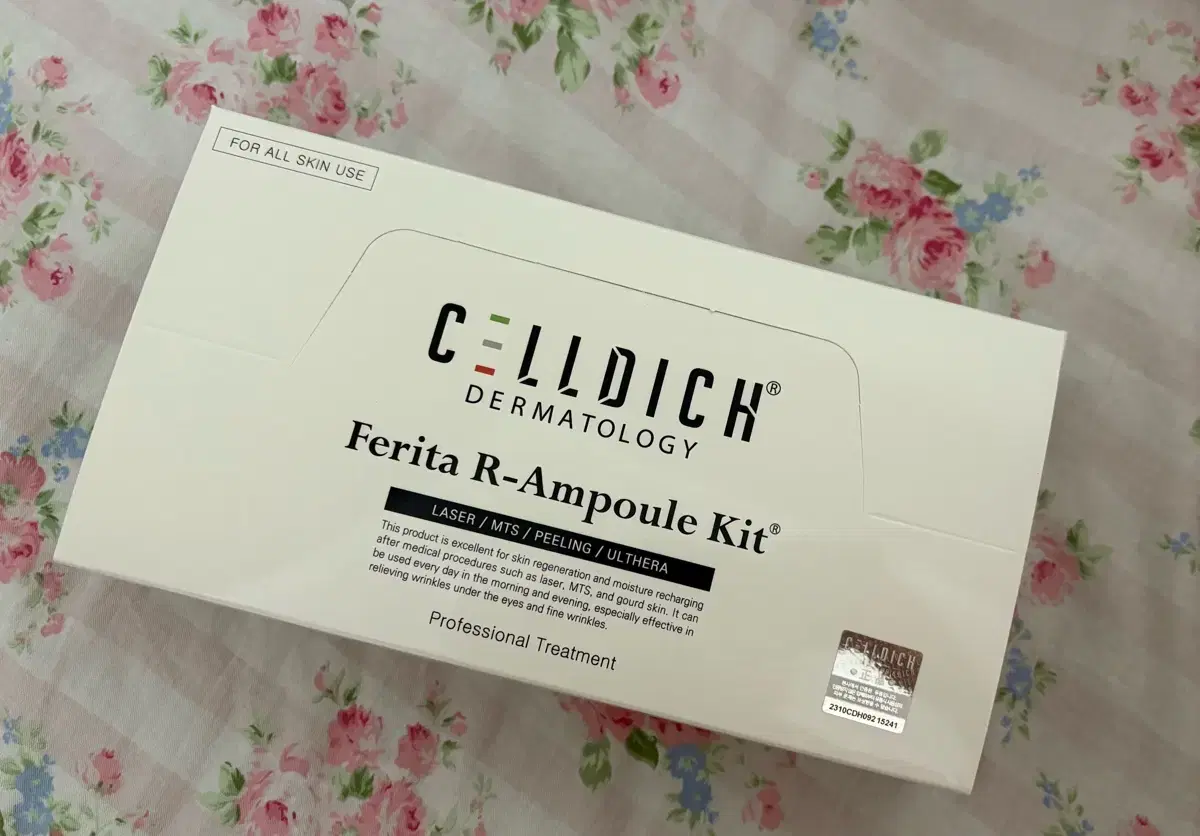 FOR ALL SKIN USE
CELLDICH®
DERMATOLOGY
Ferita R-Ampoule Kit®
LASER / MTS / PEELING / ULTHERA
This product is excellent for skin regeneration and moisture recharging
after medical procedures such as laser, MTS, and gourd skin. It can
be used every day in the morning and evening, especially effective in
relieving wrinkles under the eyes and fine wrinkles.
Professional Treatment
CELLDICH
2310CDH09215241